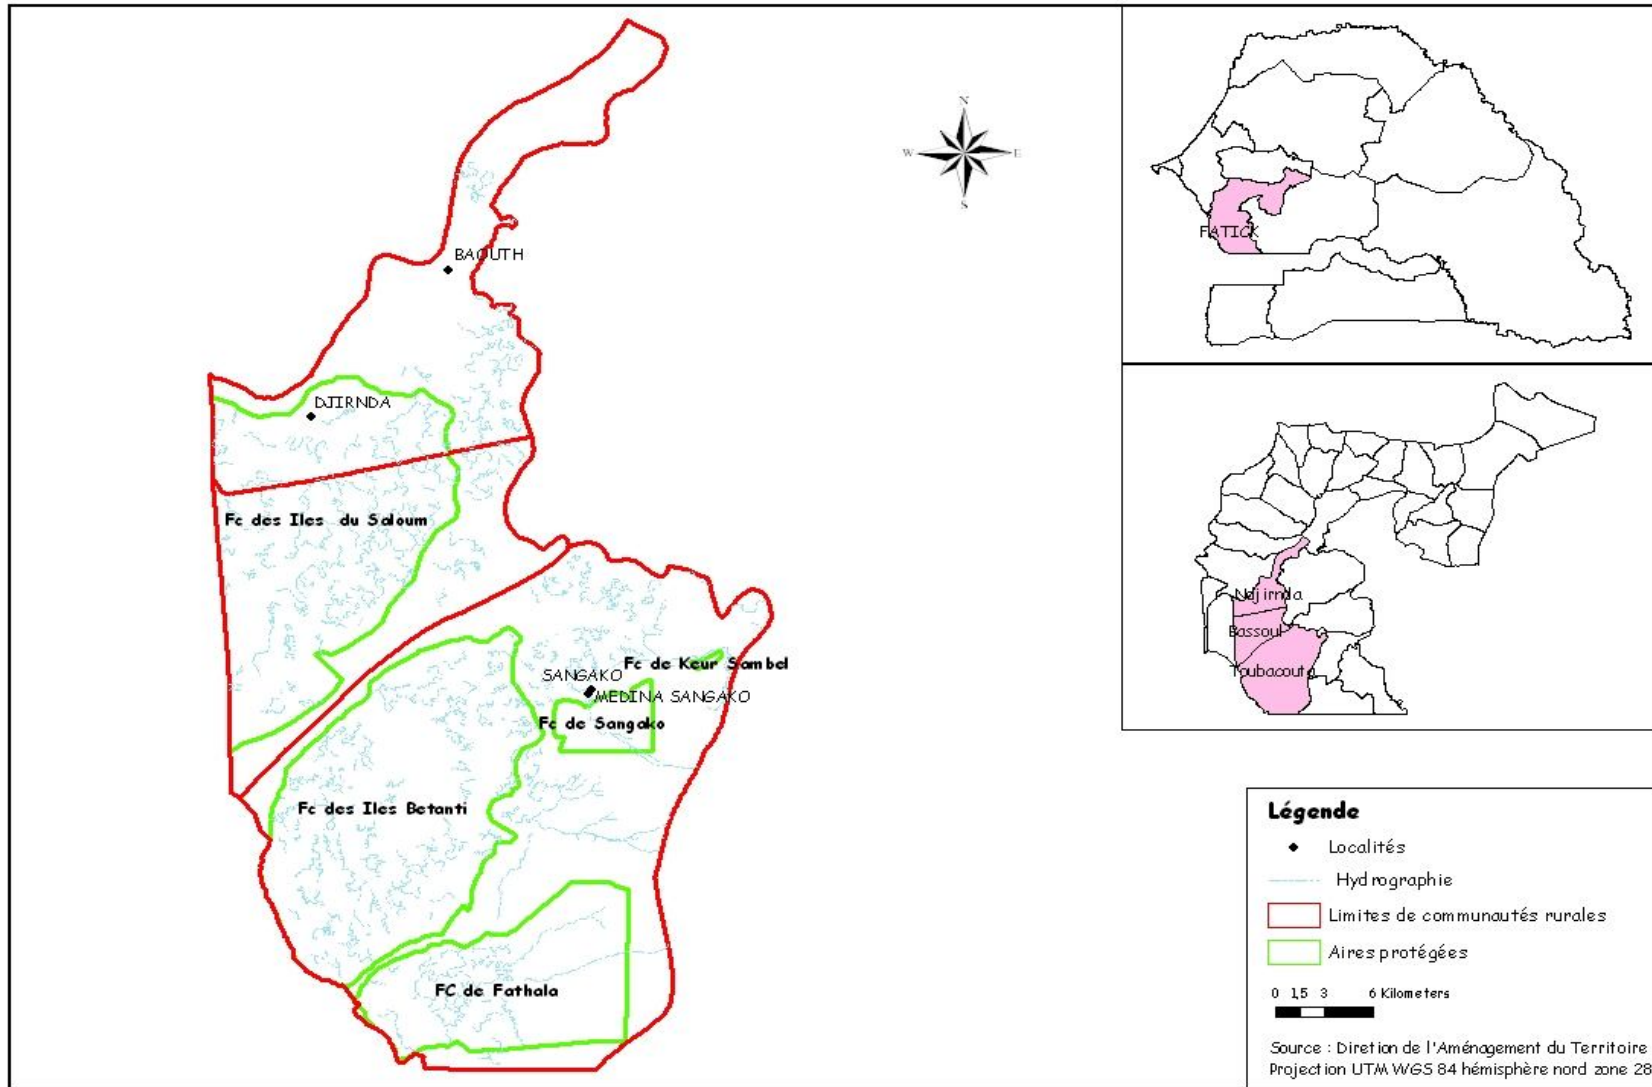 N
W
E
S
BAOUTH
DJIRNDA
Fc des Iles du Saloum
Fc de Keur Sambel
SANGAKO
MEDINA SANGAKO
Fc de Sangako
Fc des Iles Betanti
FC de Fathala
FATICK
Ndjirnda
Bassoul
Toubacouta
Légende
Localités
Hydrographie
Limites de communautés rurales
Aires protégées
0 1,5 3 6 Kilometers
Source : Diretion de l'Aménagement du Territoire
Projection UTM WGS 84 hémisphère nord zone 28